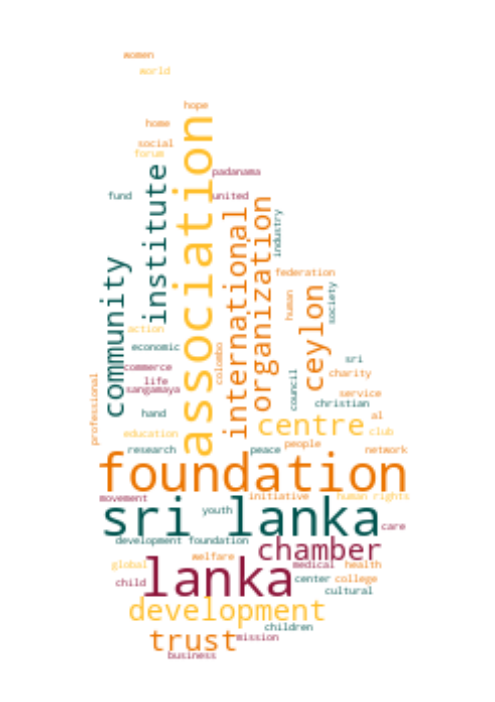 women
world
hope
home
social
forum
association
institute
padanama
fund
united
international
organization
industry
community
federation
human
society
ceylon
action
economic
colombo
sri
commerce
life
sangamaya
charity
council
professional
service
christian
hand
al
centre
club
education
people
research
peace
network
foundation
movement
initiative
human rights
sri lanka
youth
care
development foundation
chamber
welfare
global
medical
health
lanka
child
center
college
cultural
development
children
trust
mission
business